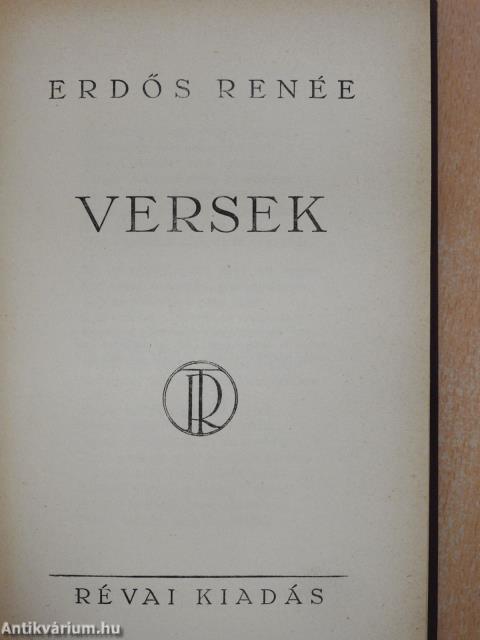 ERDŐS RENÉE
VERSEK
RÉVAI KIADÁS
Antikvárium.hu